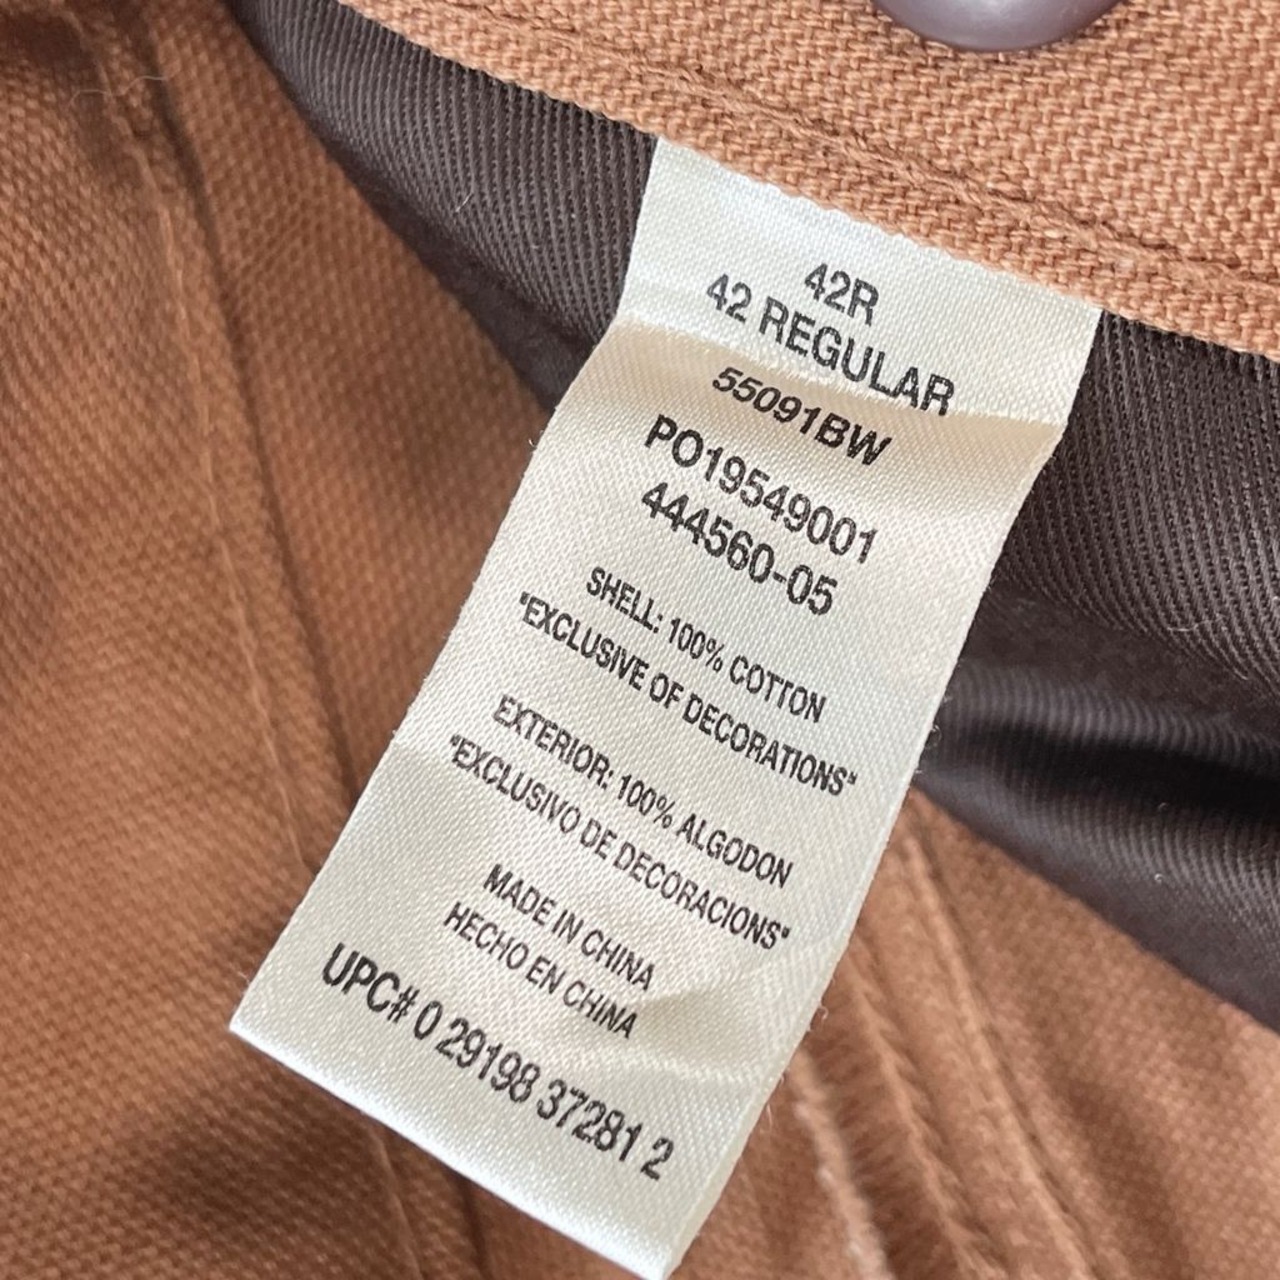 42R
42 REGULAR
55091BW
PO19549001
444560-05
SHELL: 100% COTTON
"EXCLUSIVE OF DECORATIONS"
EXTERIOR: 100% ALGODON
"EXCLUSIVO DE DECORACIONS"
MADE IN CHINA
HECHO EN CHINA
UPC# 0 29198 37281 2